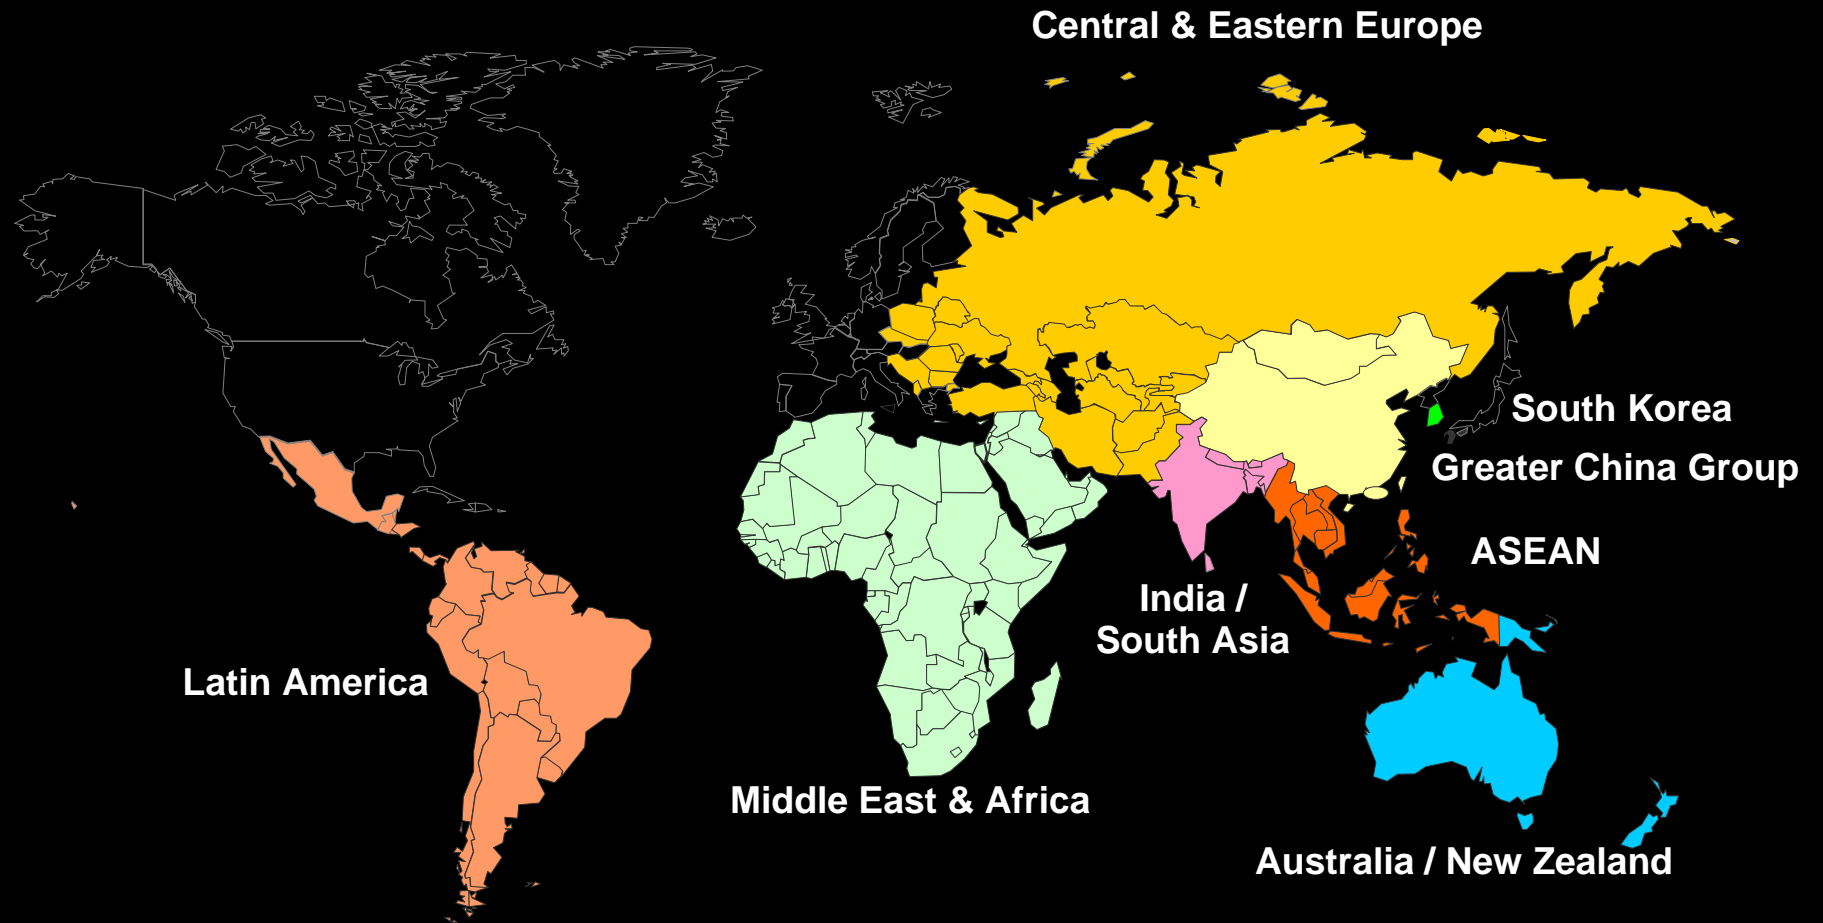 Central & Eastern Europe
South Korea
Greater China Group
ASEAN
India /
South Asia
Latin America
Middle East & Africa
Australia / New Zealand